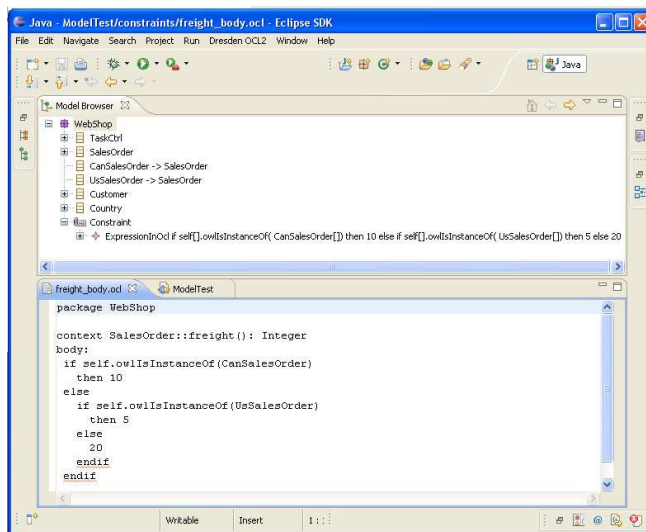 Java - ModelTest/constraints/freight_body.ocl - Eclipse SDK
File Edit Navigate Search Project Run Dresden OCL2 Window Help
Java
Model Browser
WebShop
TaskCtrl
SalesOrder
CanSalesOrder -> SalesOrder
UsSalesOrder -> SalesOrder
Customer
Country
Constraint
ExpressionInOcl if self[].owlIsInstanceOf( CanSalesOrder[]) then 10 else if self[].owlIsInstanceOf( UsSalesOrder[]) then 5 else 20
freight_body.ocl ModelTest
package WebShop
context SalesOrder::freight(): Integer
body:
if self.owlIsInstanceOf(CanSalesOrder)
then 10
else
if self.owlIsInstanceOf(UsSalesOrder)
then 5
else
20
endif
endif
Writable Insert 1 :